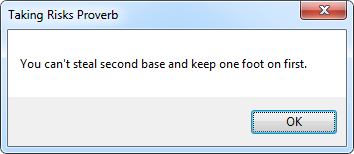 Taking Risks Proverb
You can't steal second base and keep one foot on first.
OK